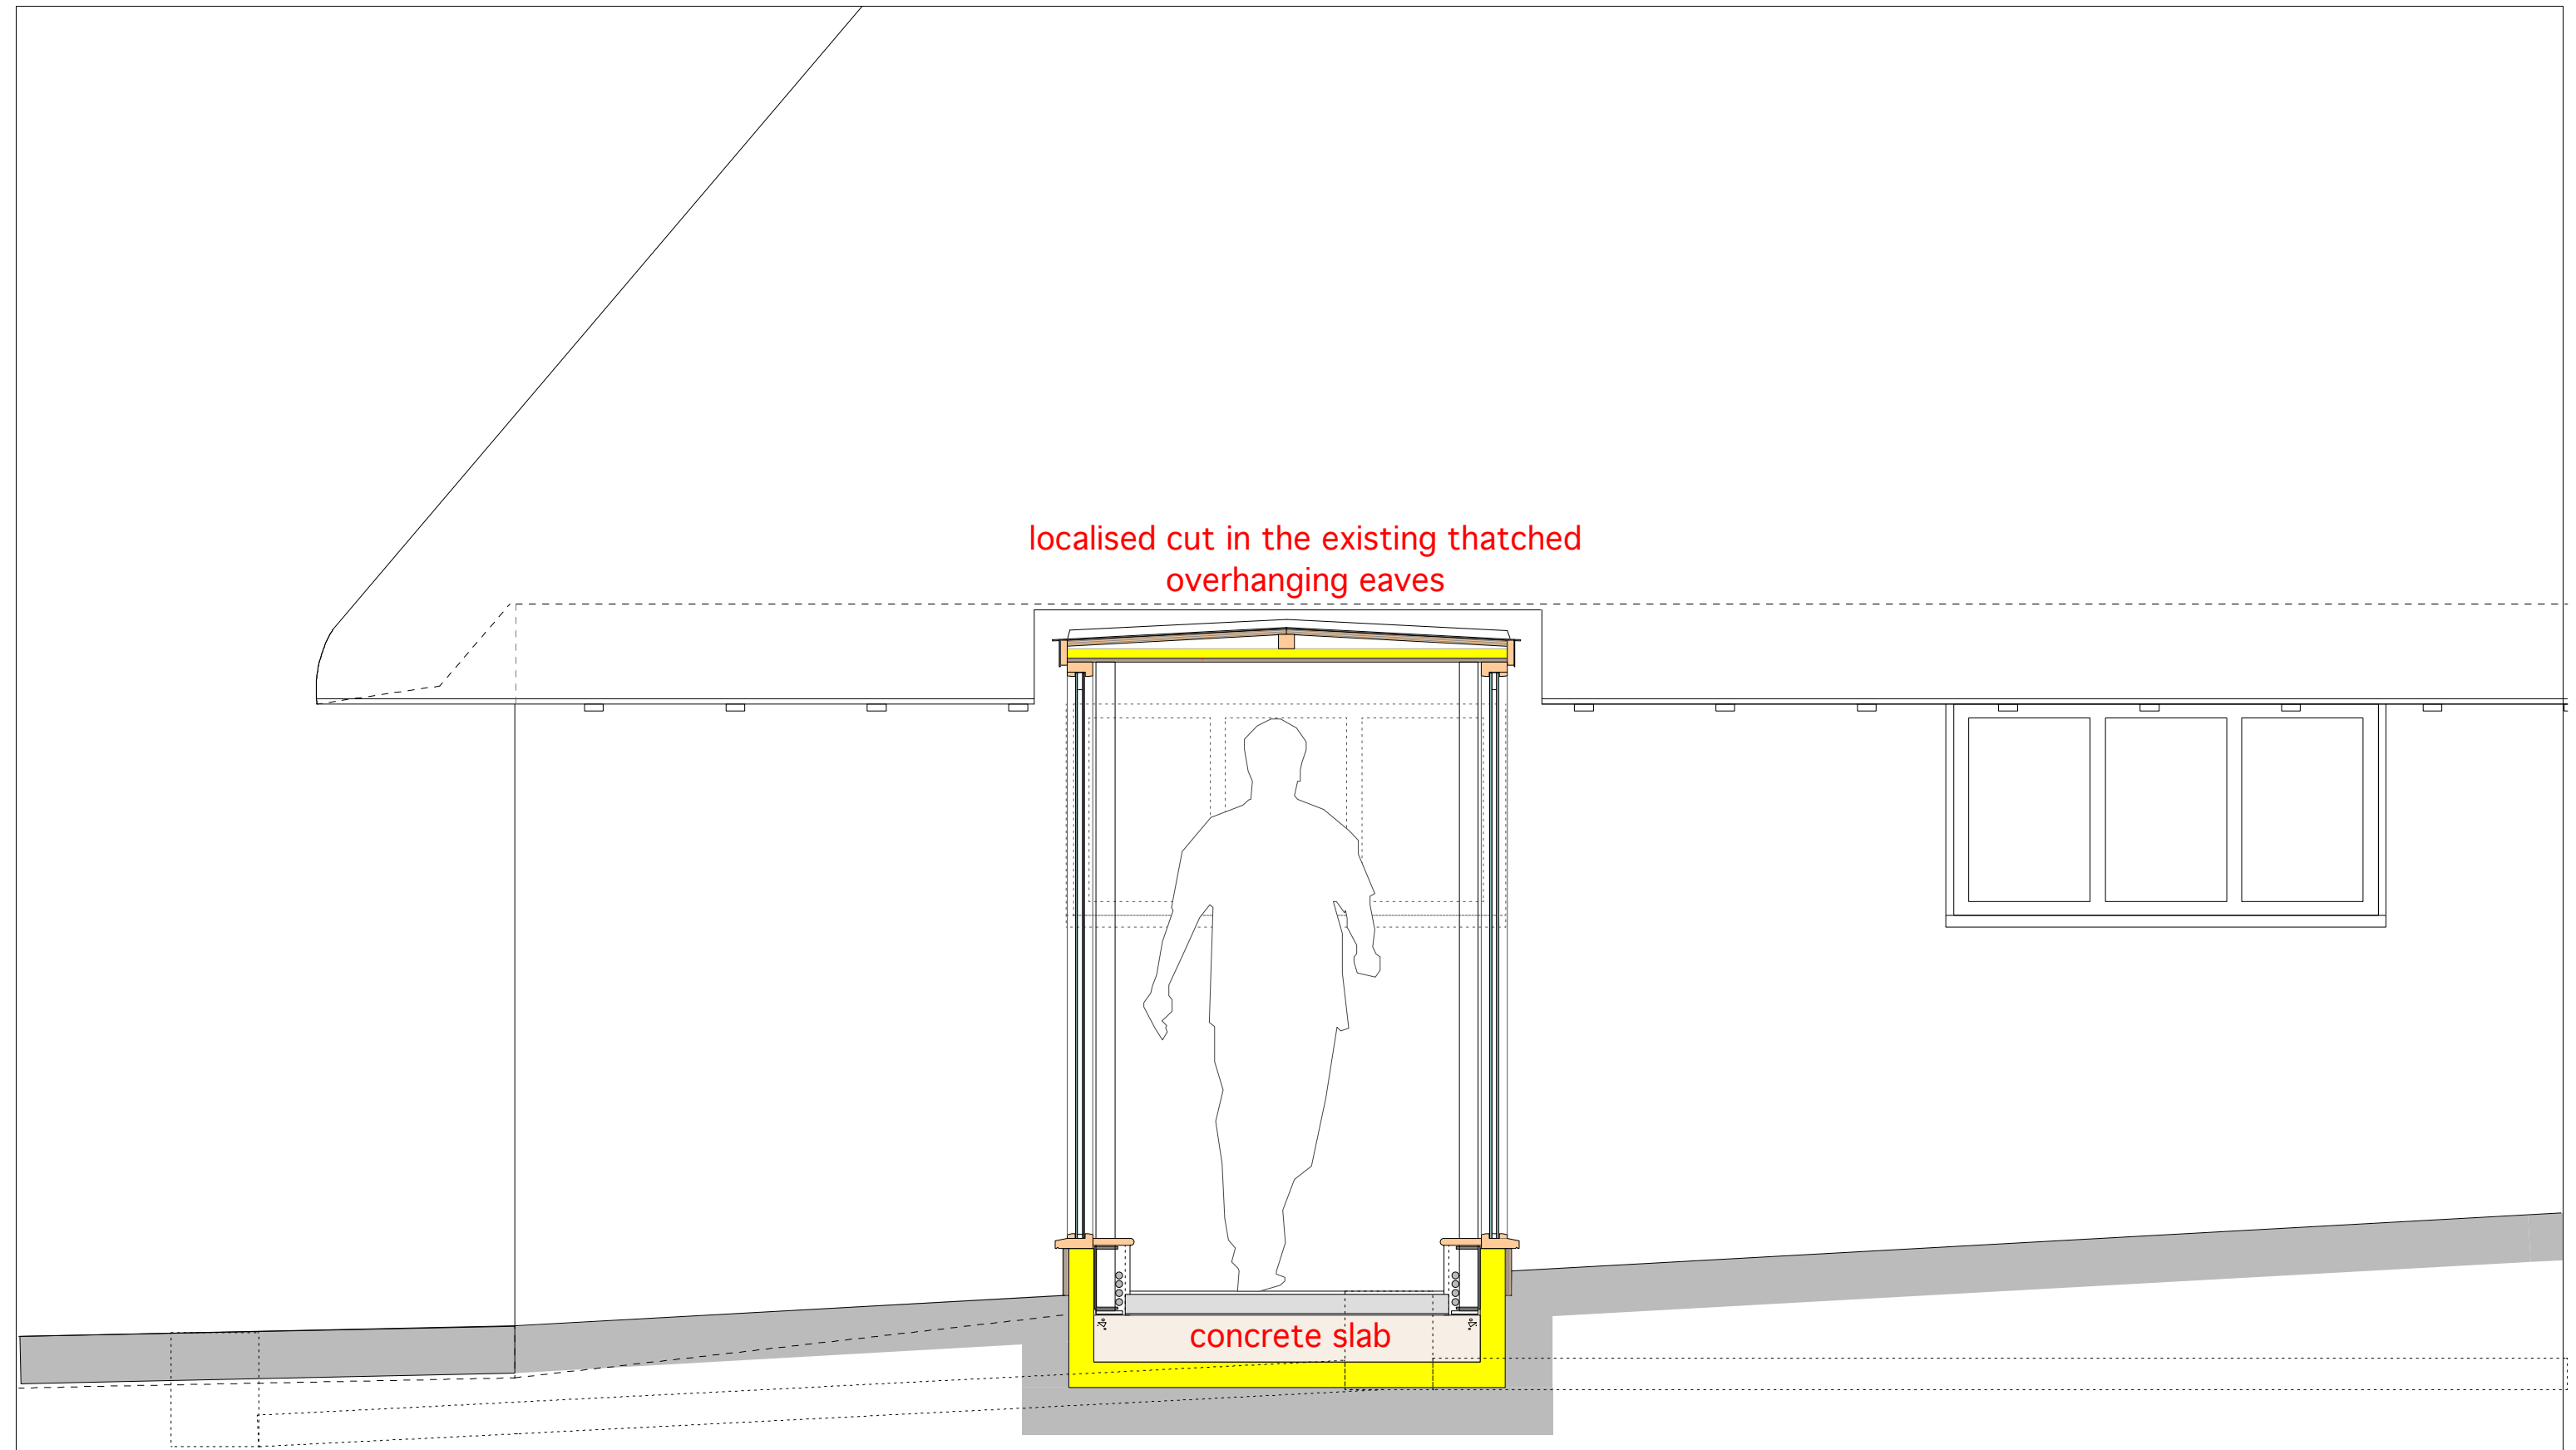 localised cut in the existing thatched
overhanging eaves
concrete slab